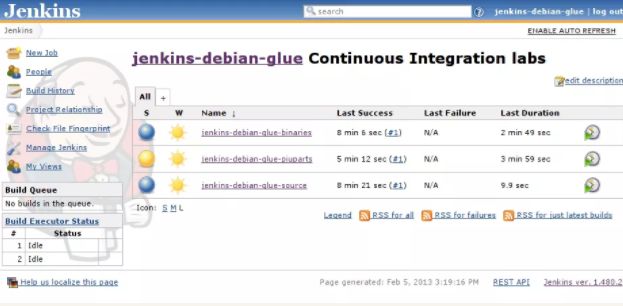 Jenkins
search
jenkins-debian-glue | log out
Jenkins
ENABLE AUTO REFRESH
New Job
People
Build History
Project Relationship
Check File Fingerprint
Manage Jenkins
My Views
Build Queue
No builds in the queue.
Build Executor Status
# Status
1 Idle
2 Idle
jenkins-debian-glue Continuous Integration labs
edit description
All +
S W Name ↓ Last Success Last Failure Last Duration
jenkins-debian-glue-binaries 8 min 6 sec (#1) N/A 2 min 49 sec
jenkins-debian-glue-piuparts 5 min 12 sec (#1) N/A 3 min 59 sec
jenkins-debian-glue-source 8 min 21 sec (#1) N/A 9.9 sec
Icon: S M L
Legend RSS for all RSS for failures RSS for just latest builds
Help us localize this page
Page generated: Feb 5, 2013 3:19:16 PM REST API Jenkins ver. 1.480.2